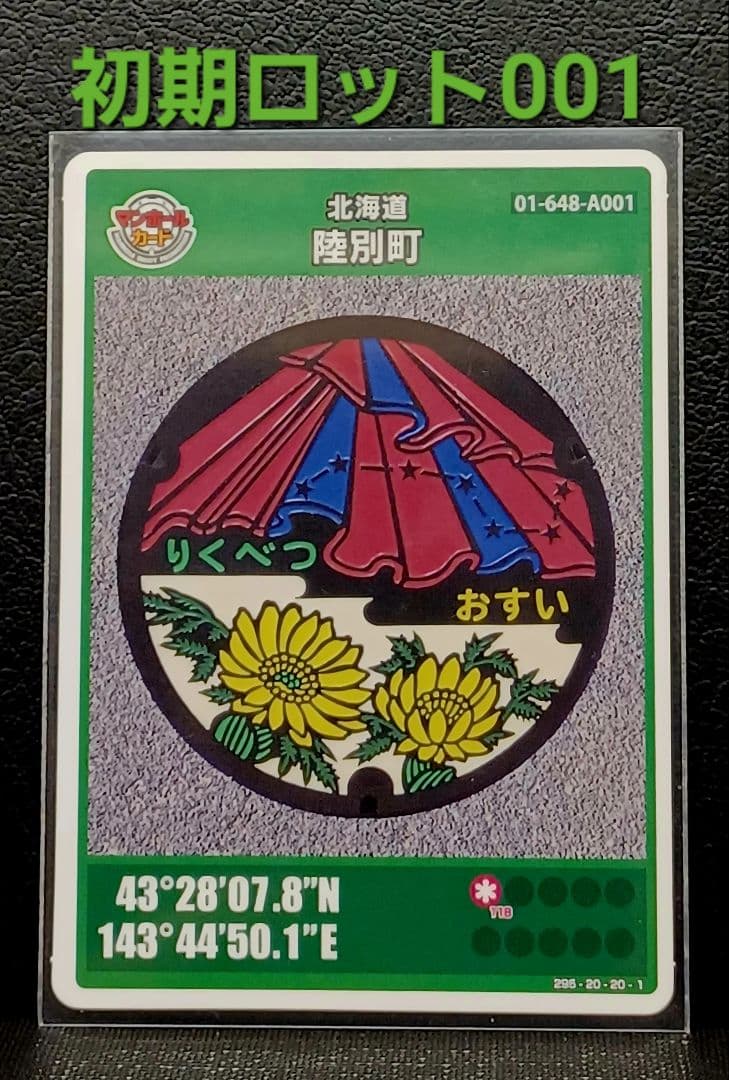 初期ロット001
マンホール
カード
北海道
陸別町
01-648-A001
りくべつ
おすい
43°28'07.8"N
143°44'50.1"E
T18
295-20-20-1